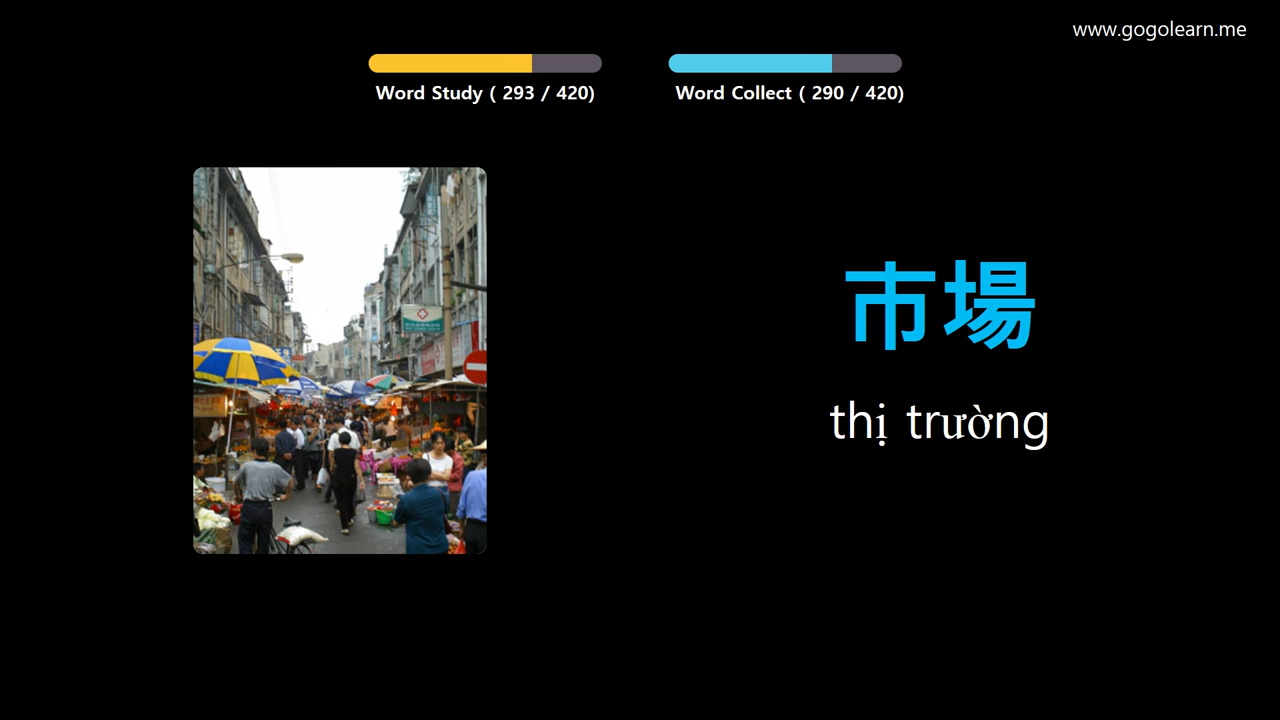 www.gogolearn.me
Word Study ( 293 / 420)
Word Collect ( 290 / 420)
市場
thị trường